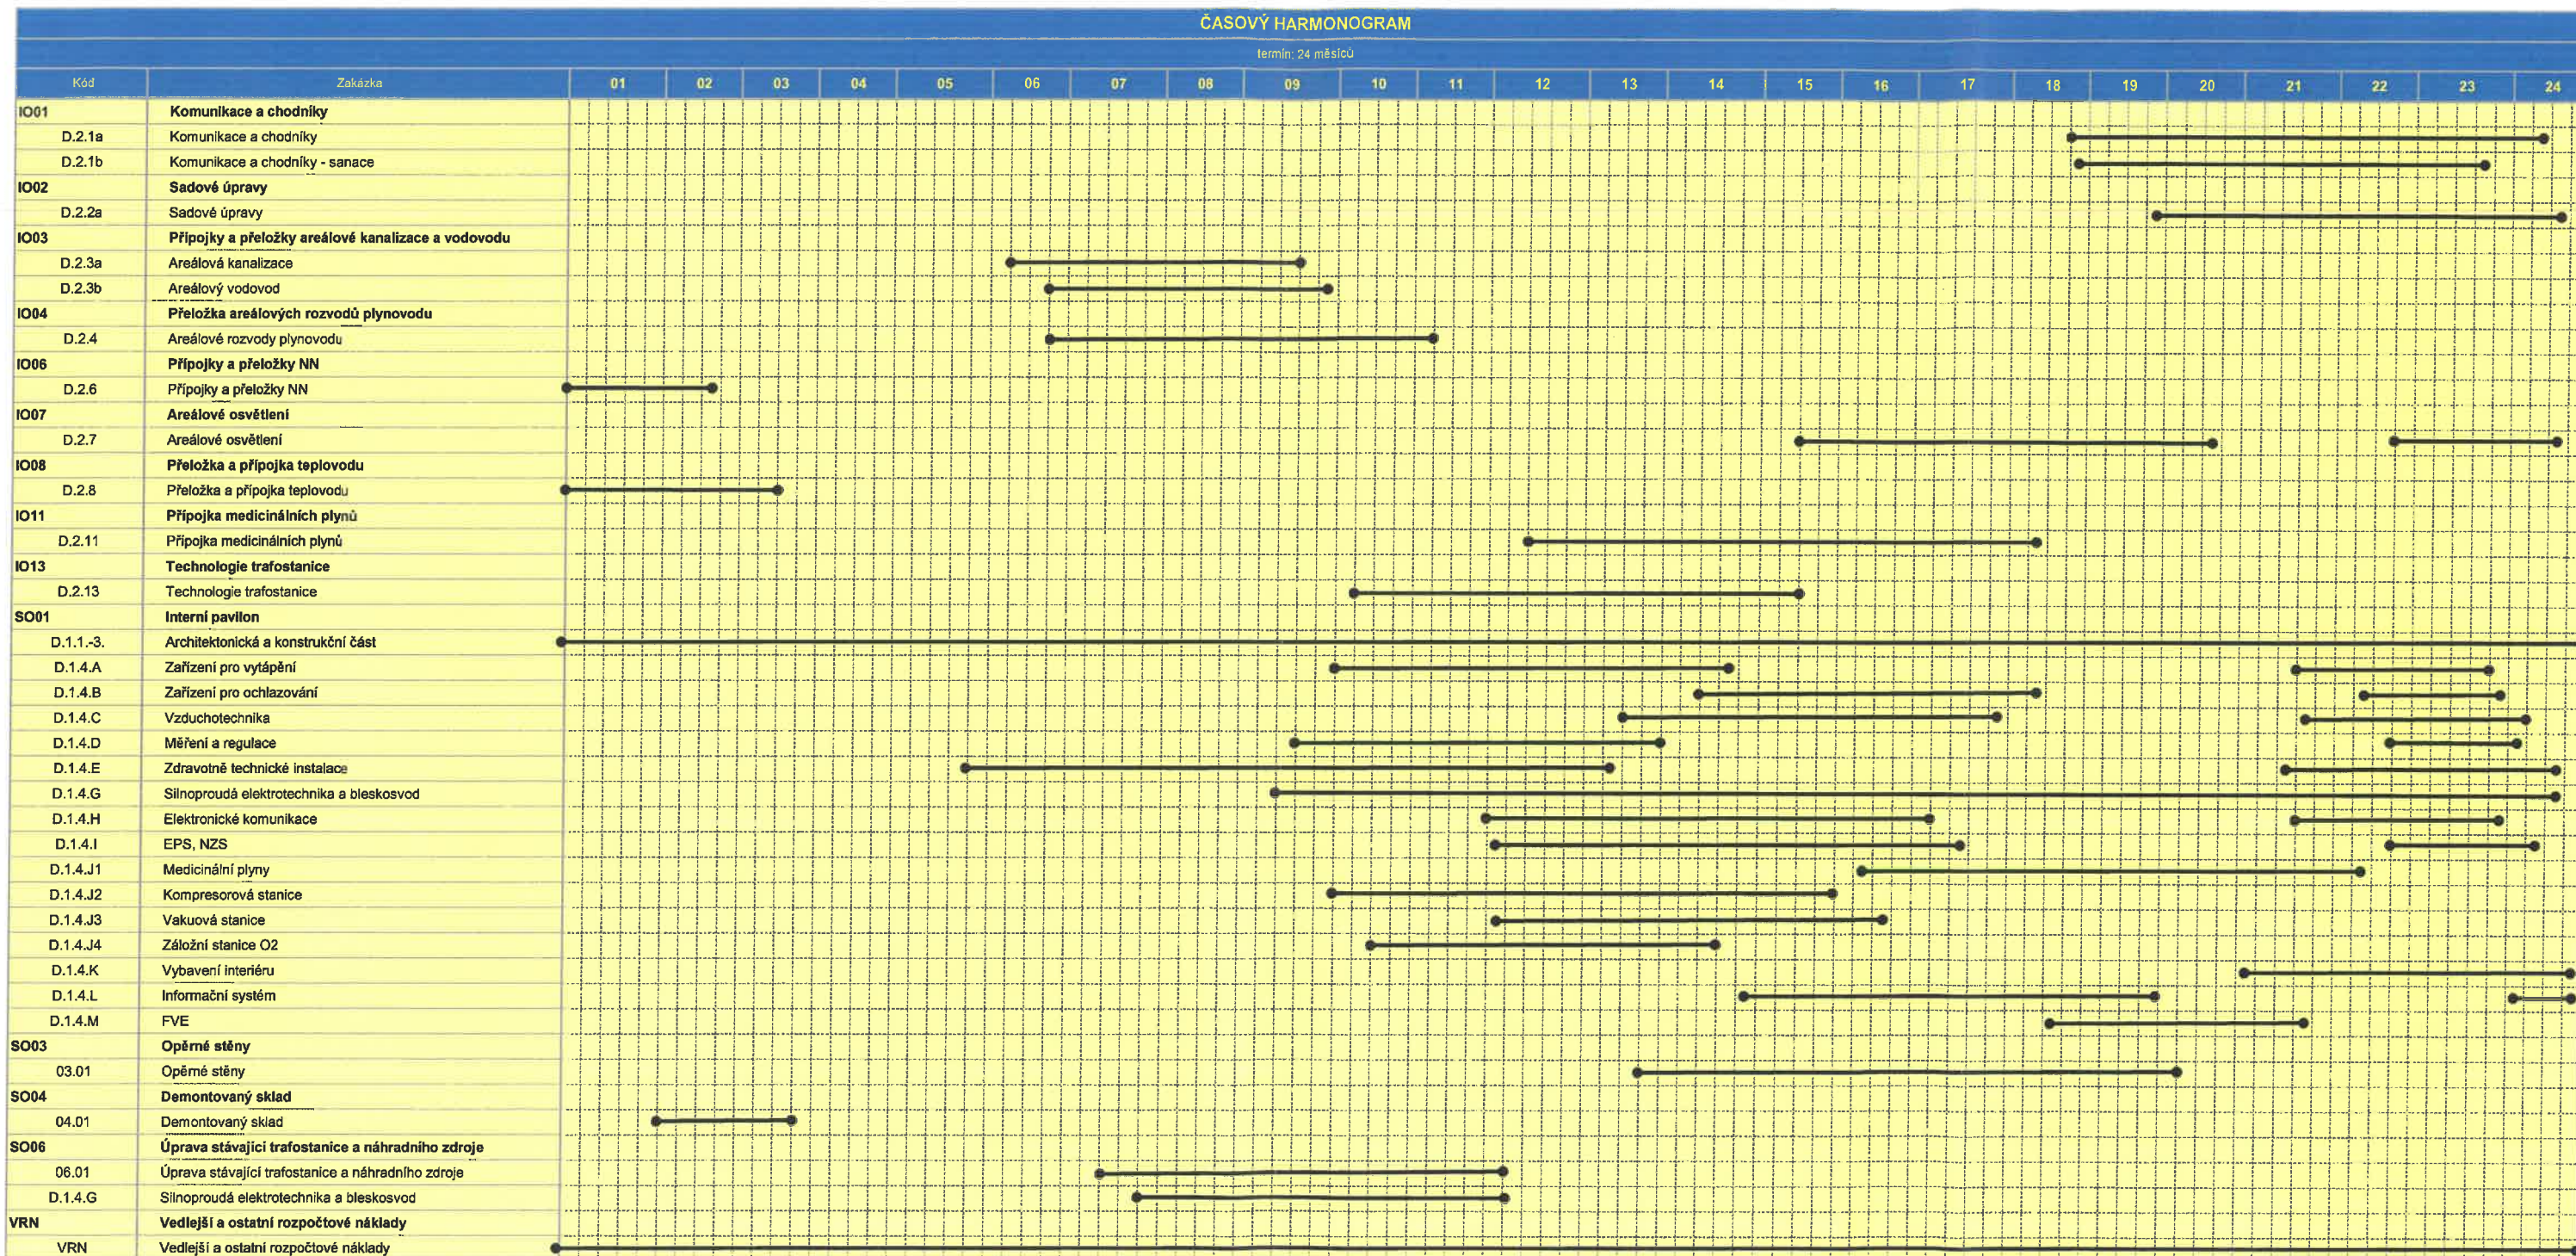 ČASOVÝ HARMONOGRAM
termín: 24 měsíců
Kód Zakázka 01 02 03 04 05 06 07 08 09 10 11 12 13 14 15 16 17 18 19 20 21 22 23 24
IO01 Komunikace a chodníky
D.2.1a Komunikace a chodníky
D.2.1b Komunikace a chodníky - sanace
IO02 Sadové úpravy
D.2.2a Sadové úpravy
IO03 Přípojky a přeložky areálové kanalizace a vodovodu
D.2.3a Areálová kanalizace
D.2.3b Areálový vodovod
IO04 Přeložka areálových rozvodů plynovodu
D.2.4 Areálové rozvody plynovodu
IO06 Přípojky a přeložky NN
D.2.6 Přípojky a přeložky NN
IO07 Areálové osvětlení
D.2.7 Areálové osvětlení
IO08 Přeložka a přípojka teplovodu
D.2.8 Přeložka a přípojka teplovodu
IO11 Přípojka medicinálních plynů
D.2.11 Přípojka medicinálních plynů
IO13 Technologie trafostanice
D.2.13 Technologie trafostanice
SO01 Interní pavilon
D.1.1.-3. Architektonická a konstrukční část
D.1.4.A Zařízení pro vytápění
D.1.4.B Zařízení pro ochlazování
D.1.4.C Vzduchotechnika
D.1.4.D Měření a regulace
D.1.4.E Zdravotně technické instalace
D.1.4.G Silnoproudá elektrotechnika a bleskosvod
D.1.4.H Elektronické komunikace
D.1.4.I EPS, NZS
D.1.4.J1 Medicinální plyny
D.1.4.J2 Kompresorová stanice
D.1.4.J3 Vakuová stanice
D.1.4.J4 Záložní stanice O2
D.1.4.K Vybavení interiéru
D.1.4.L Informační systém
D.1.4.M FVE
SO03 Opěrné stěny
03.01 Opěrné stěny
SO04 Demontovaný sklad
04.01 Demontovaný sklad
SO06 Úprava stávající trafostanice a náhradního zdroje
06.01 Úprava stávající trafostanice a náhradního zdroje
D.1.4.G Silnoproudá elektrotechnika a bleskosvod
VRN Vedlejší a ostatní rozpočtové náklady
VRN Vedlejší a ostatní rozpočtové náklady